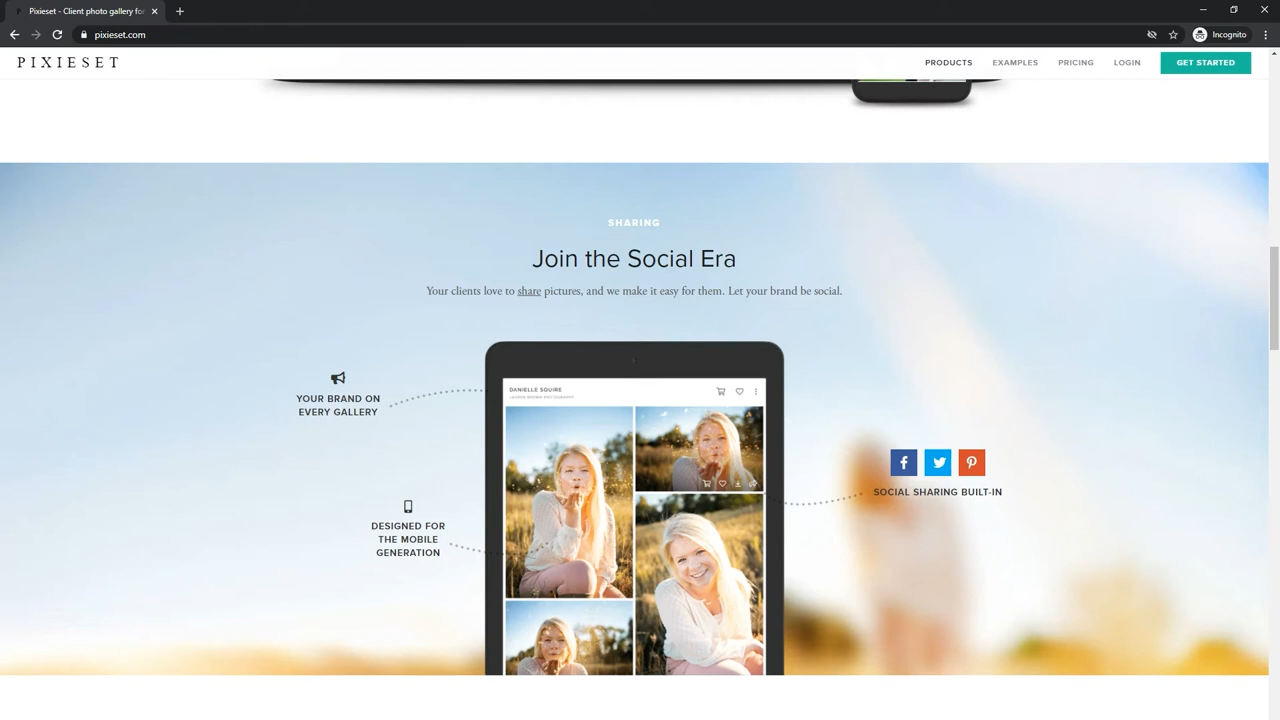 Pixieset - Client photo gallery for
pixieset.com
Incognito
PIXIESET
PRODUCTS
EXAMPLES
PRICING
LOGIN
GET STARTED
SHARING
Join the Social Era
Your clients love to share pictures, and we make it easy for them. Let your brand be social.
YOUR BRAND ON
EVERY GALLERY
DANIELLE SQUIRE
SOCIAL SHARING BUILT-IN
DESIGNED FOR
THE MOBILE
GENERATION